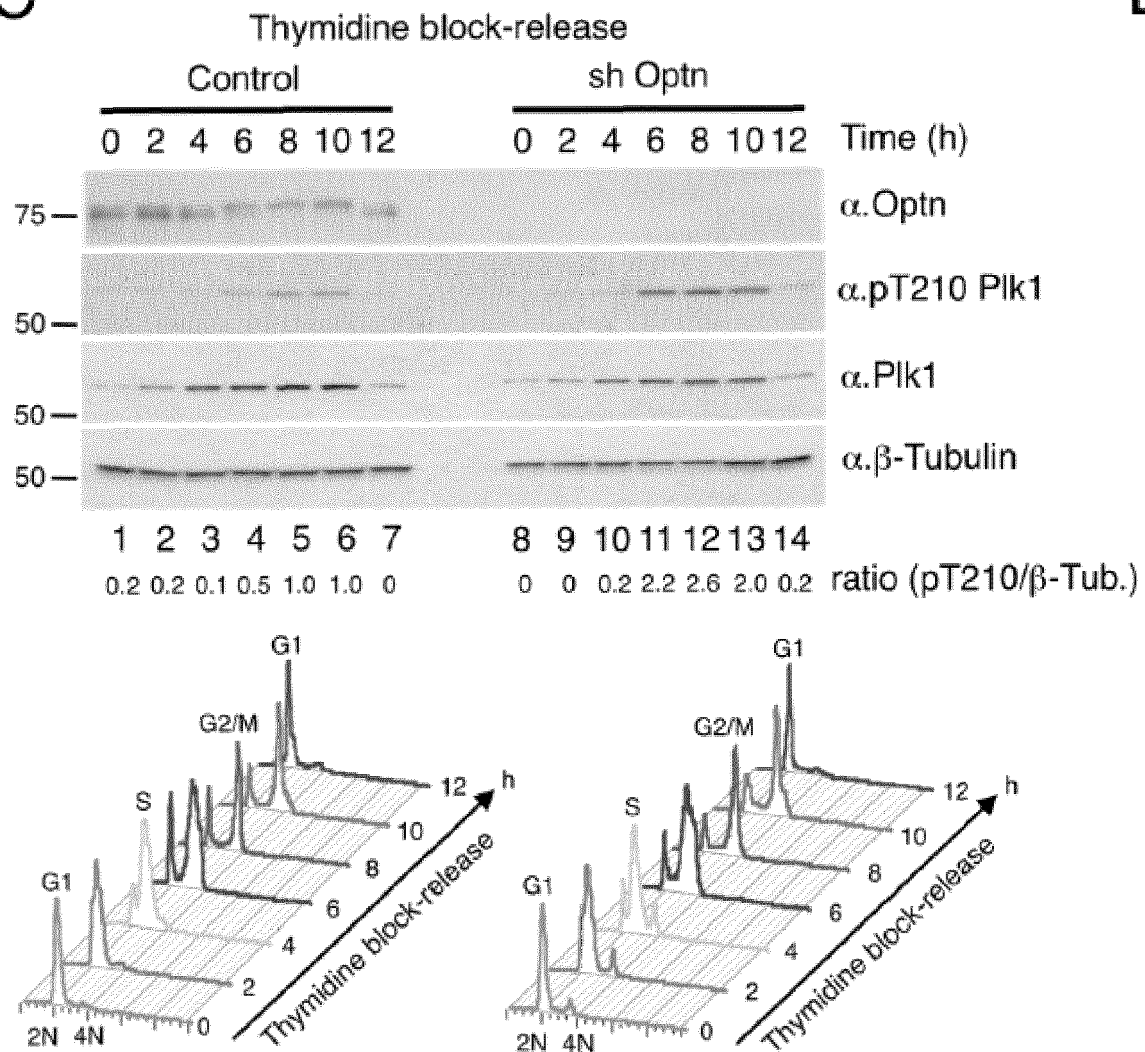 Thymidine block-release
Control
sh Optn
0 2 4 6 8 10 12
0 2 4 6 8 10 12
Time (h)
75
α.Optn
50
α.pT210 Plk1
50
α.Plk1
50
α.β-Tubulin
1 2 3 4 5 6 7
8 9 10 11 12 13 14
0.2 0.2 0.1 0.5 1.0 1.0 0
0 0 0.2 2.2 2.6 2.0 0.2
ratio (pT210/β-Tub.)
G1
G2/M
S
G1
2N 4N
0
2
4
6
8
10
12
h
Thymidine block-release
G1
G2/M
S
G1
2N 4N
0
2
4
6
8
10
12
h
Thymidine block-release